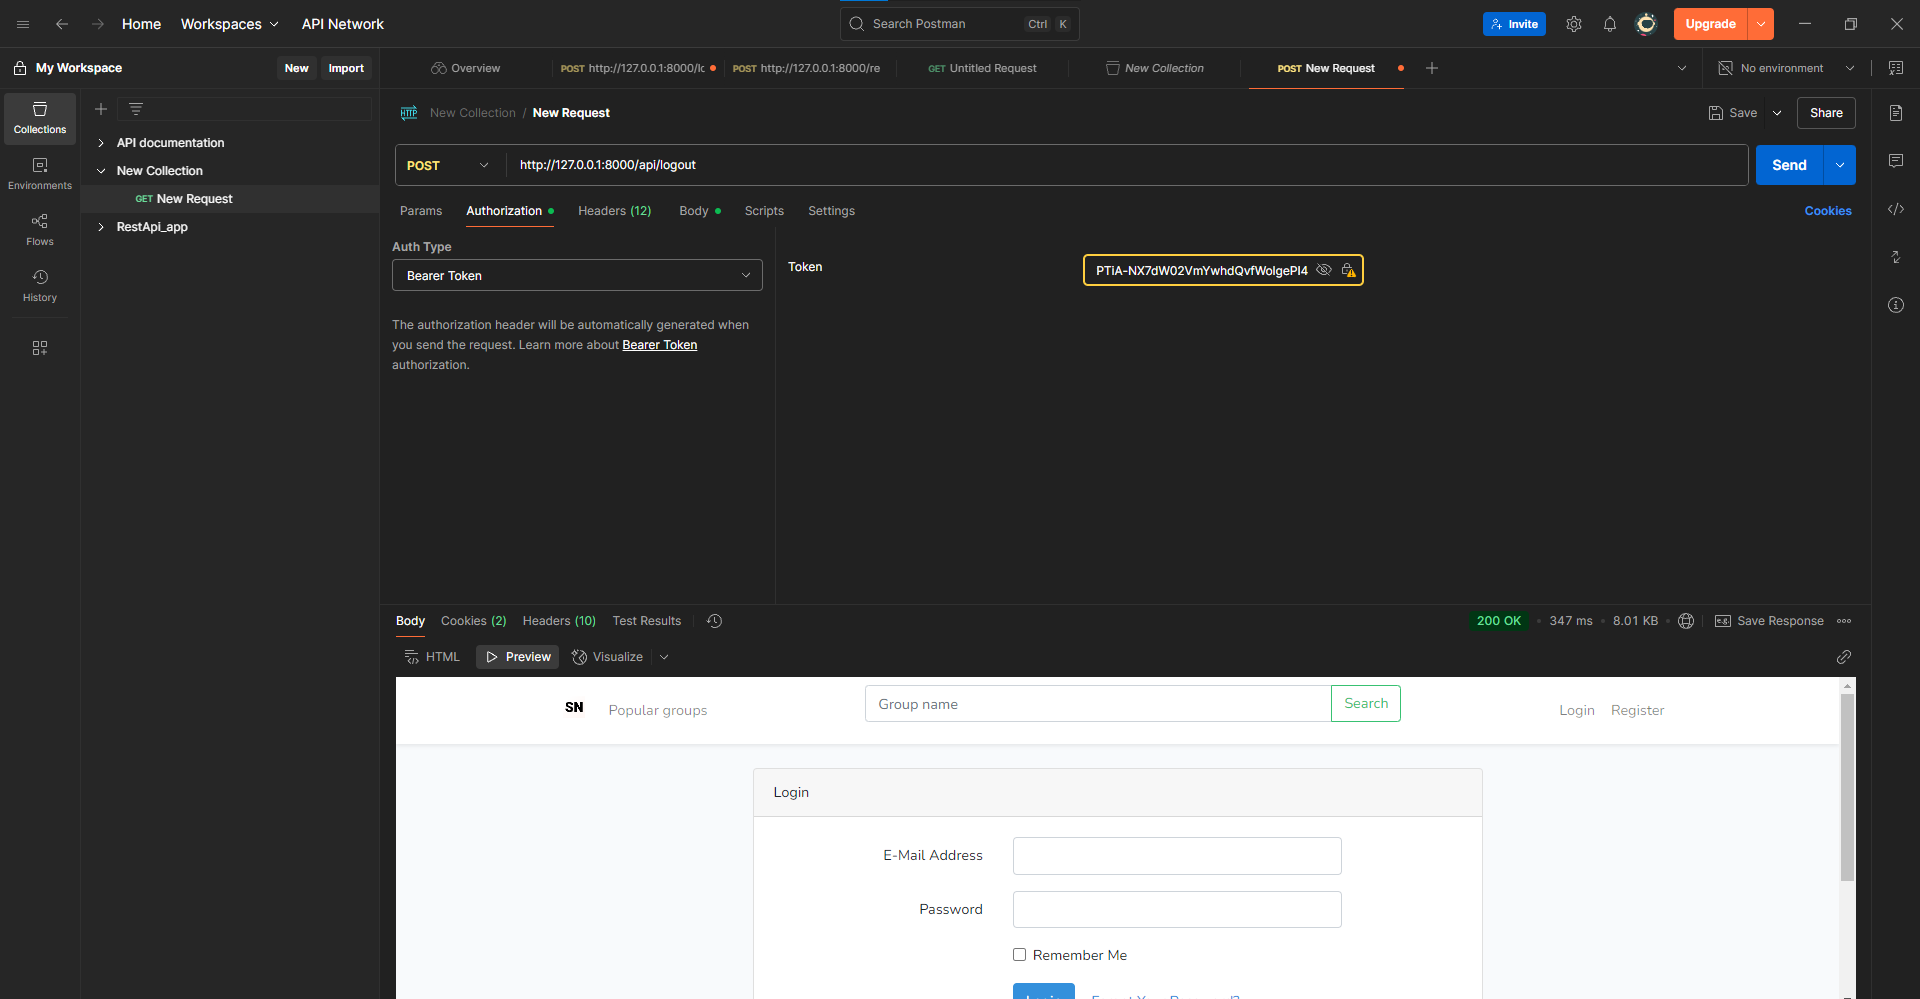 Home Workspaces API Network Search Postman Ctrl K Invite Upgrade
My Workspace New Import Overview POST http://127.0.0.1:8000/lc POST http://127.0.0.1:8000/re GET Untitled Request New Collection POST New Request No environment
Collections
Environments
Flows
History
API documentation
New Collection
GET New Request
RestApi_app
HTTP New Collection / New Request Save Share
POST http://127.0.0.1:8000/api/logout Send
Params Authorization Headers (12) Body Scripts Settings Cookies
Auth Type
Bearer Token
The authorization header will be automatically generated when
you send the request. Learn more about Bearer Token
authorization.
Token PTiA-NX7dW02VmYwhdQvfWolgePl4
Body Cookies (2) Headers (10) Test Results 200 OK 347 ms 8.01 KB Save Response
HTML Preview Visualize
SN Popular groups Group name Search Login Register
Login
E-Mail Address
Password
Remember Me